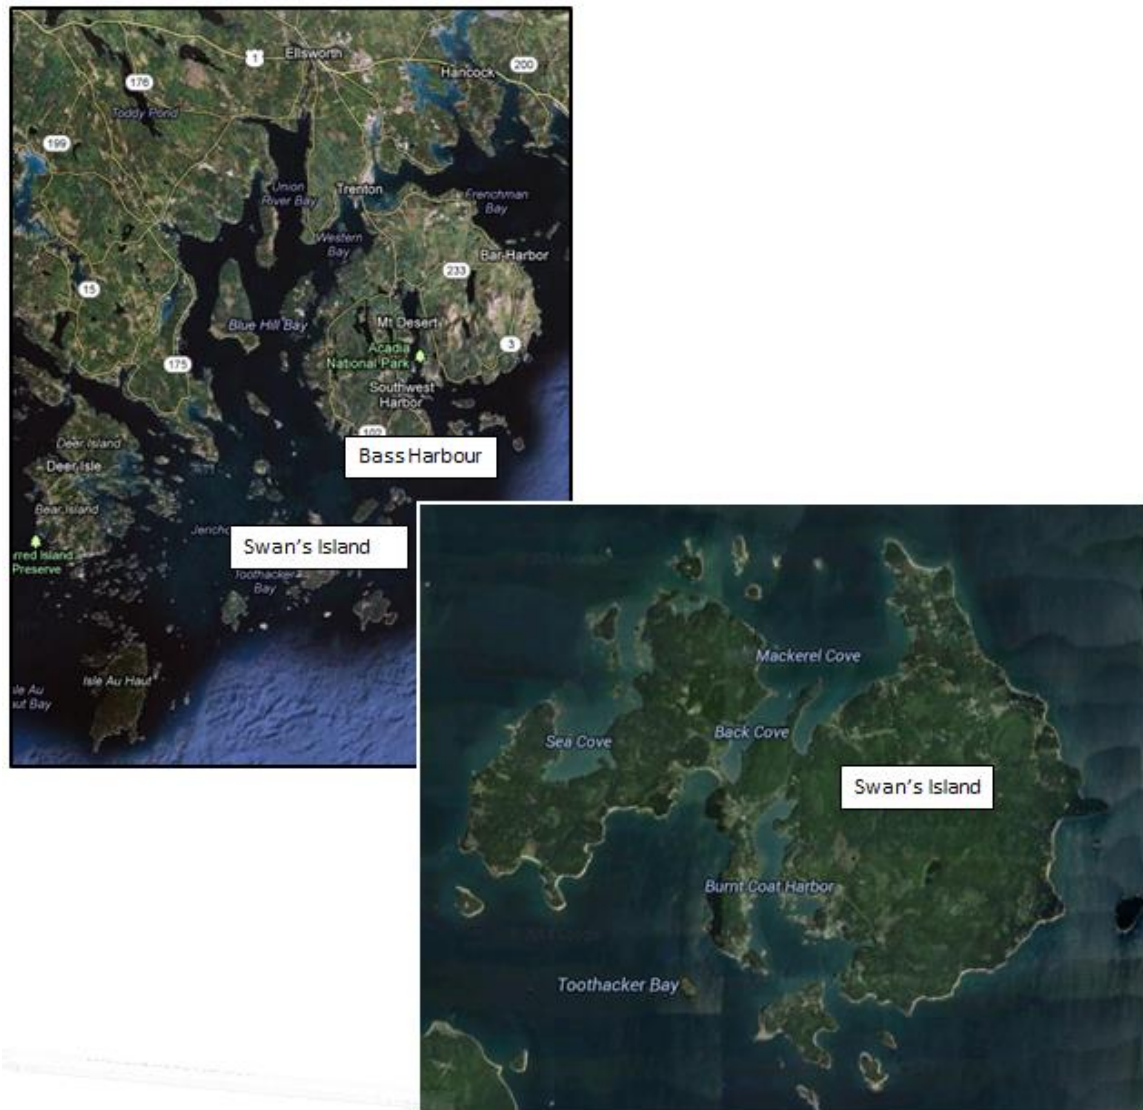 1
Ellsworth
200
Hancock
176
Toddy Pond
199
Union
River Bay
Trenton
Frenchman
Bay
Western
Bay
Bar Harbor
233
15
Blue Hill Bay
Mt Desert
3
Acadia
National Park
175
Southwest
Harbor
102
Bass Harbour
Deer Island
Deer Isle
Bear Island
Swan's Island
rred Island
Preserve
Toothacker
Bay
Isle Au Haut
Mackerel Cove
Sea Cove
Back Cove
Swan's Island
Burnt Coat Harbor
Toothacker Bay